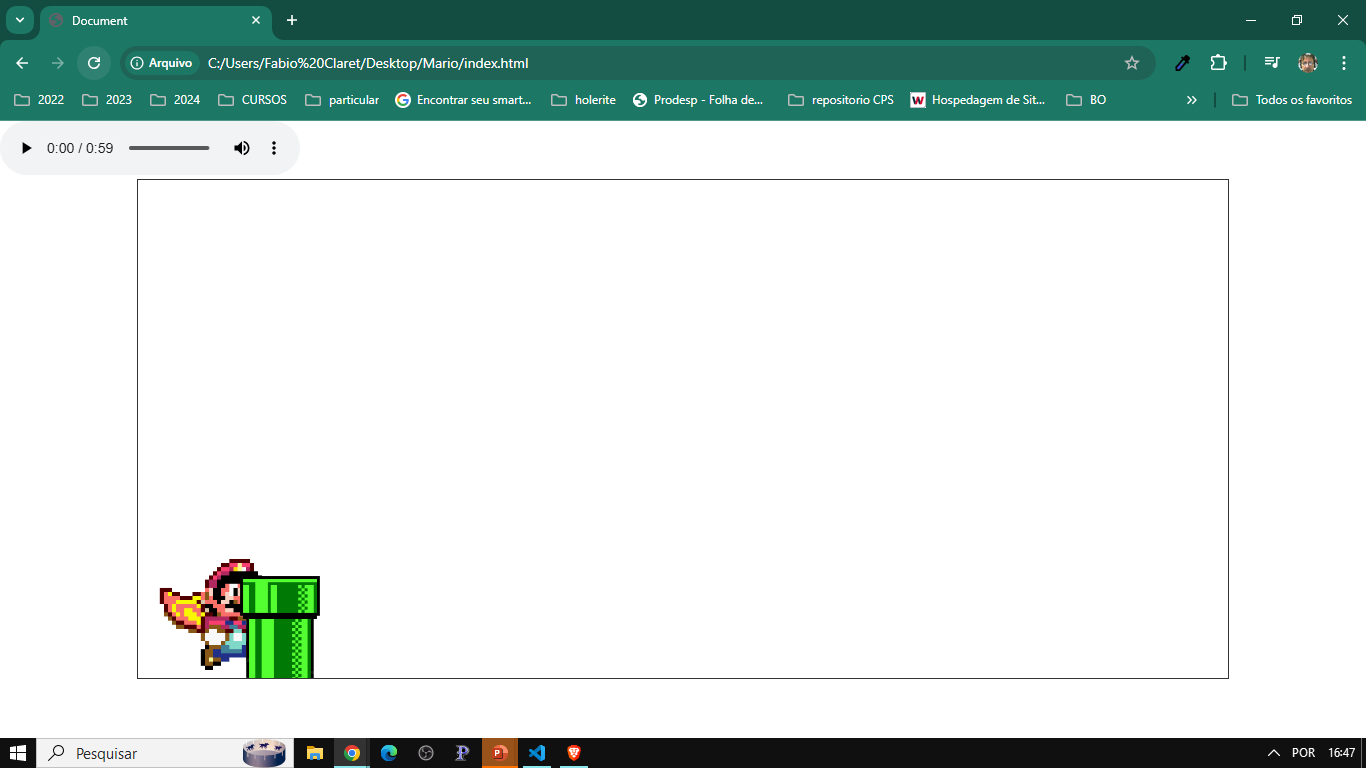 Document
Arquivo C:/Users/Fabio%20Claret/Desktop/Mario/index.html
2022 2023 2024 CURSOS particular Encontrar seu smart... holerite Prodesp - Folha de... repositorio CPS Hospedagem de Sit... BO Todos os favoritos
0:00 / 0:59
Pesquisar POR 16:47